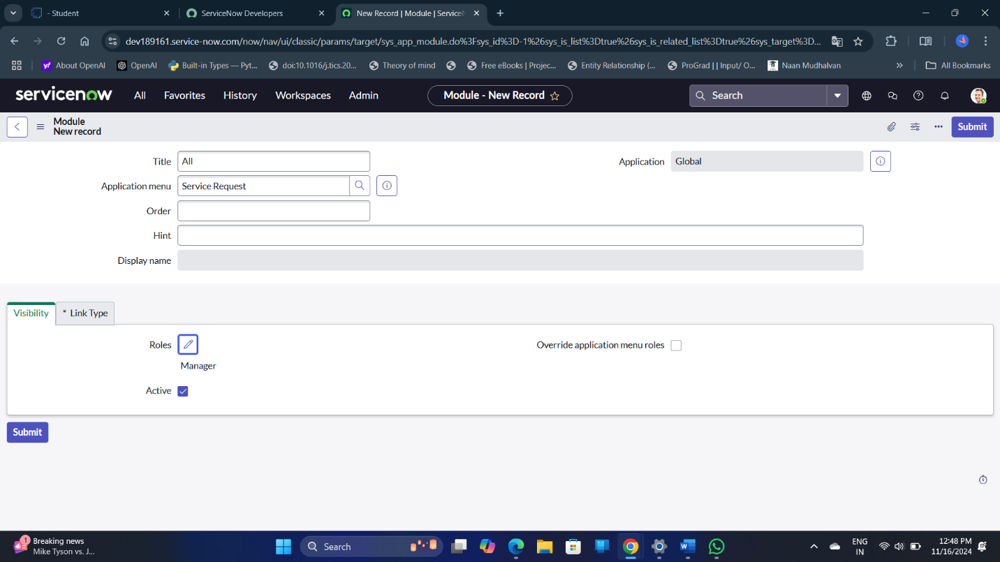 - Student
ServiceNow Developers
New Record | Module | ServiceN
dev189161.service-now.com/now/nav/ui/classic/params/target/sys_app_module.do%3Fsys_id%3D-1%26sys_is_list%3Dtrue%26sys_is_related_list%3Dtrue%26sys_target%3D...
About OpenAI
OpenAI
Built-in Types — Pyt...
doi:10.1016/j.tics.20...
Theory of mind
Free eBooks | Projec...
Entity Relationship (...
ProGrad | | Input/ O...
Naan Mudhalvan
»
All Bookmarks
servicenow
All
Favorites
History
Workspaces
Admin
Module - New Record
Search
Module
New record
Submit
Title
All
Application
Global
Application menu
Service Request
Order
Hint
Display name
Visibility
* Link Type
Roles
Override application menu roles
Manager
Active
Submit
1
Breaking news
Mike Tyson vs. J...
Search
ENG
IN
12:48 PM
11/16/2024